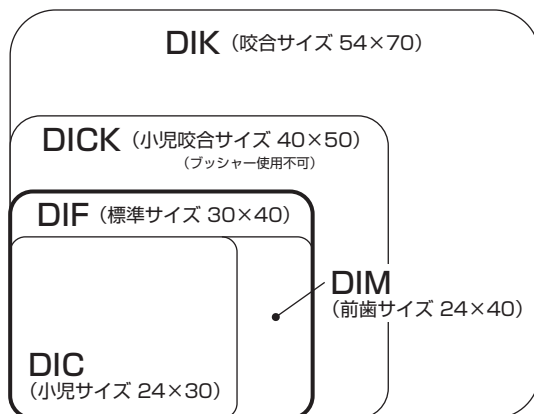 DIK（咬合サイズ 54×70）
DICK（小児咬合サイズ 40×50）
（ブッシャー使用不可）
DIF（標準サイズ 30×40）
DIM
（前歯サイズ 24×40）
DIC
（小児サイズ 24×30）